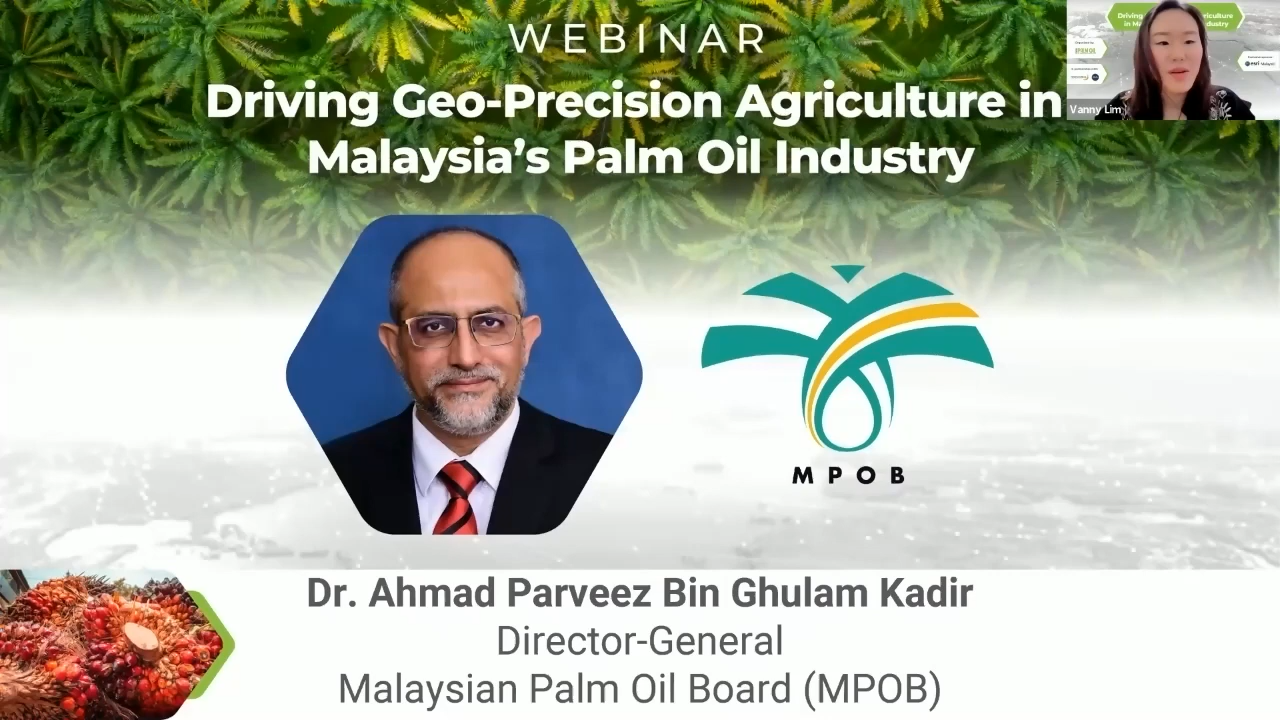 WEBINAR
Driving Geo-Precision Agriculture in
Malaysia's Palm Oil Industry
Vanny Lim
MPOB
Dr. Ahmad Parveez Bin Ghulam Kadir
Director-General
Malaysian Palm Oil Board (MPOB)